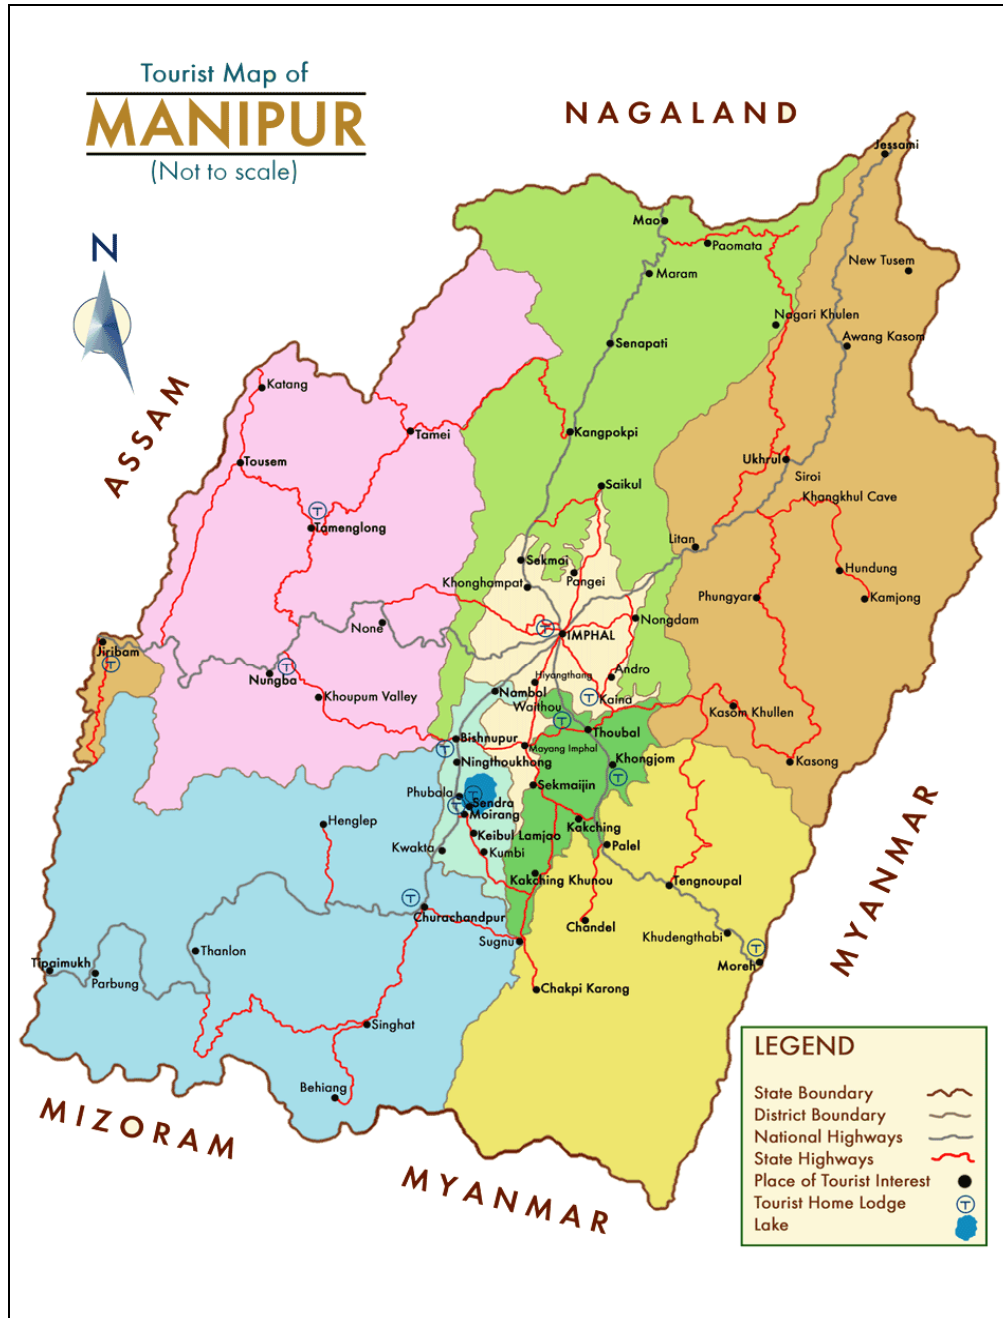 Tourist Map of
MANIPUR
(Not to scale)
N
NAGALAND
ASSAM
MYANMAR
MIZORAM
MYANMAR
Jessami
Mao
Paomata
New Tusem
Maram
Nagari Khulen
Senapati
Awang Kasom
Katang
Tamei
Kangpokpi
Tousem
Ukhrul
Siroi
Saikul
Khangkhul Cave
Tamenglong
Litan
Sekmai
Pangei
Khonghampat
Hundung
Phungyar
Kamjong
None
Nongdam
IMPHAL
Jiribam
Nungba
Hiyangthang
Andro
Khoupum Valley
Nambol
Waithou
Kaina
Kasom Khullen
Thoubal
Bishnupur
Mayang Imphal
Ningthoukhong
Khongjom
Kasong
Sekmaijin
Phubala
Sendra
Moirang
Henglep
Kakching
Keibul Lamjao
Kwakta
Kumbi
Palel
Kakching Khunou
Tengnoupal
Churachandpur
Chandel
Khudengthabi
Sugnu
Thanlon
Tipaimukh
Parbung
Moreh
Chakpi Karong
Singhat
Behiang
LEGEND
State Boundary
District Boundary
National Highways
State Highways
Place of Tourist Interest
Tourist Home Lodge
Lake